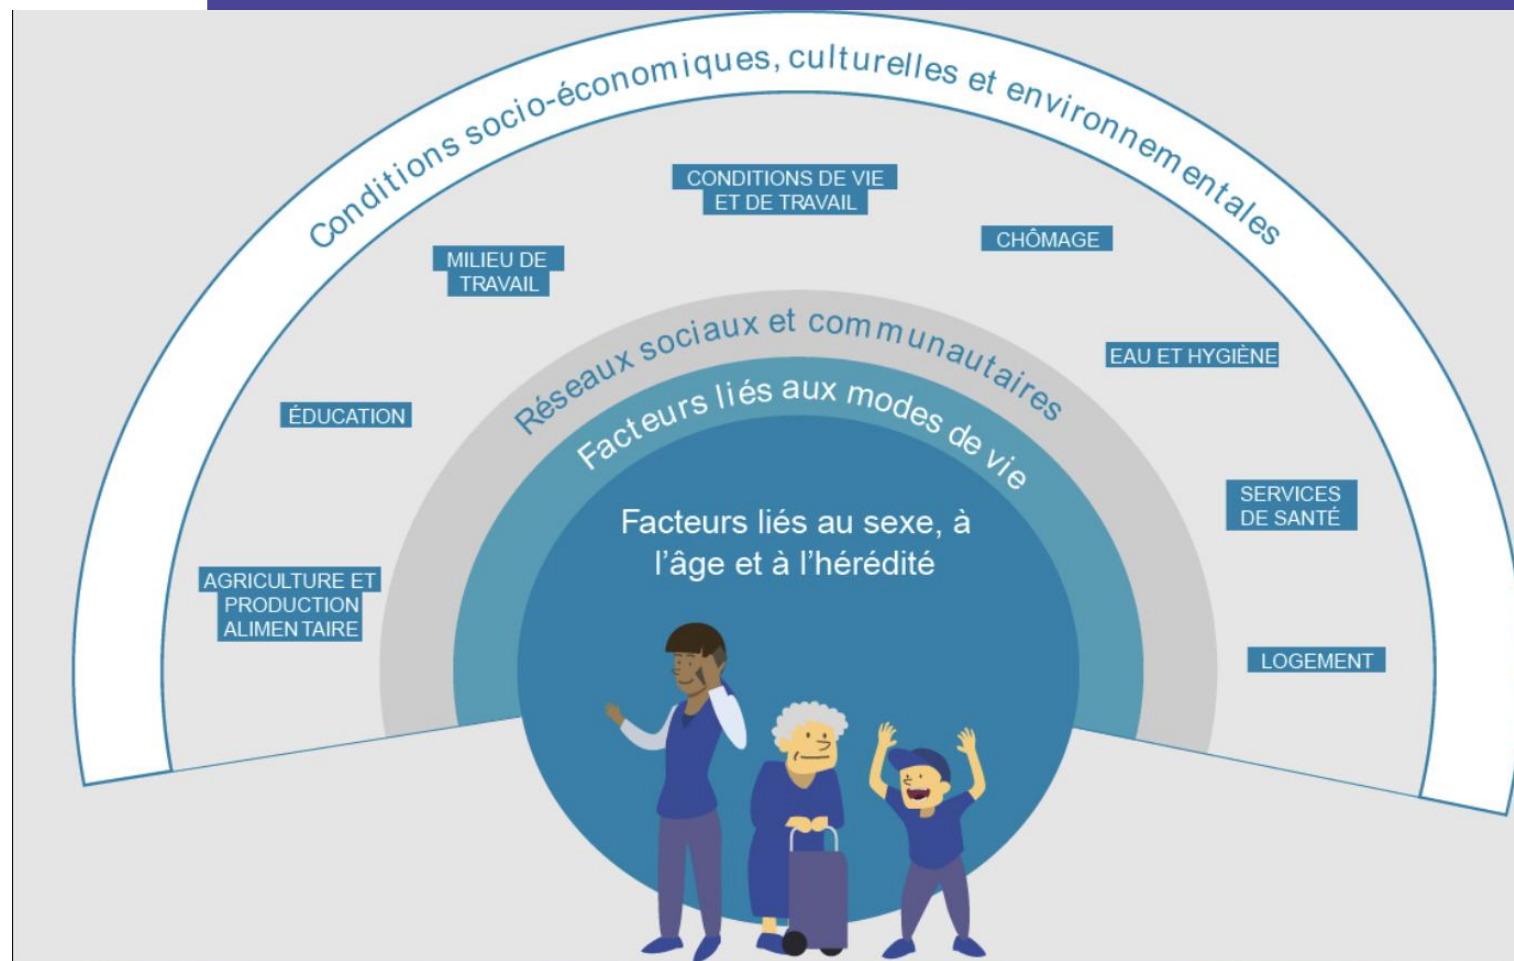 Conditions socio-économiques, culturelles et environnementales
CONDITIONS DE VIE
ET DE TRAVAIL
CHÔMAGE
MILIEU DE
TRAVAIL
EAU ET HYGIÈNE
ÉDUCATION
SERVICES
DE SANTÉ
AGRICULTURE ET
PRODUCTION
ALIMENTAIRE
LOGEMENT
Réseaux sociaux et communautaires
Facteurs liés aux modes de vie
Facteurs liés au sexe, à
l'âge et à l'hérédité